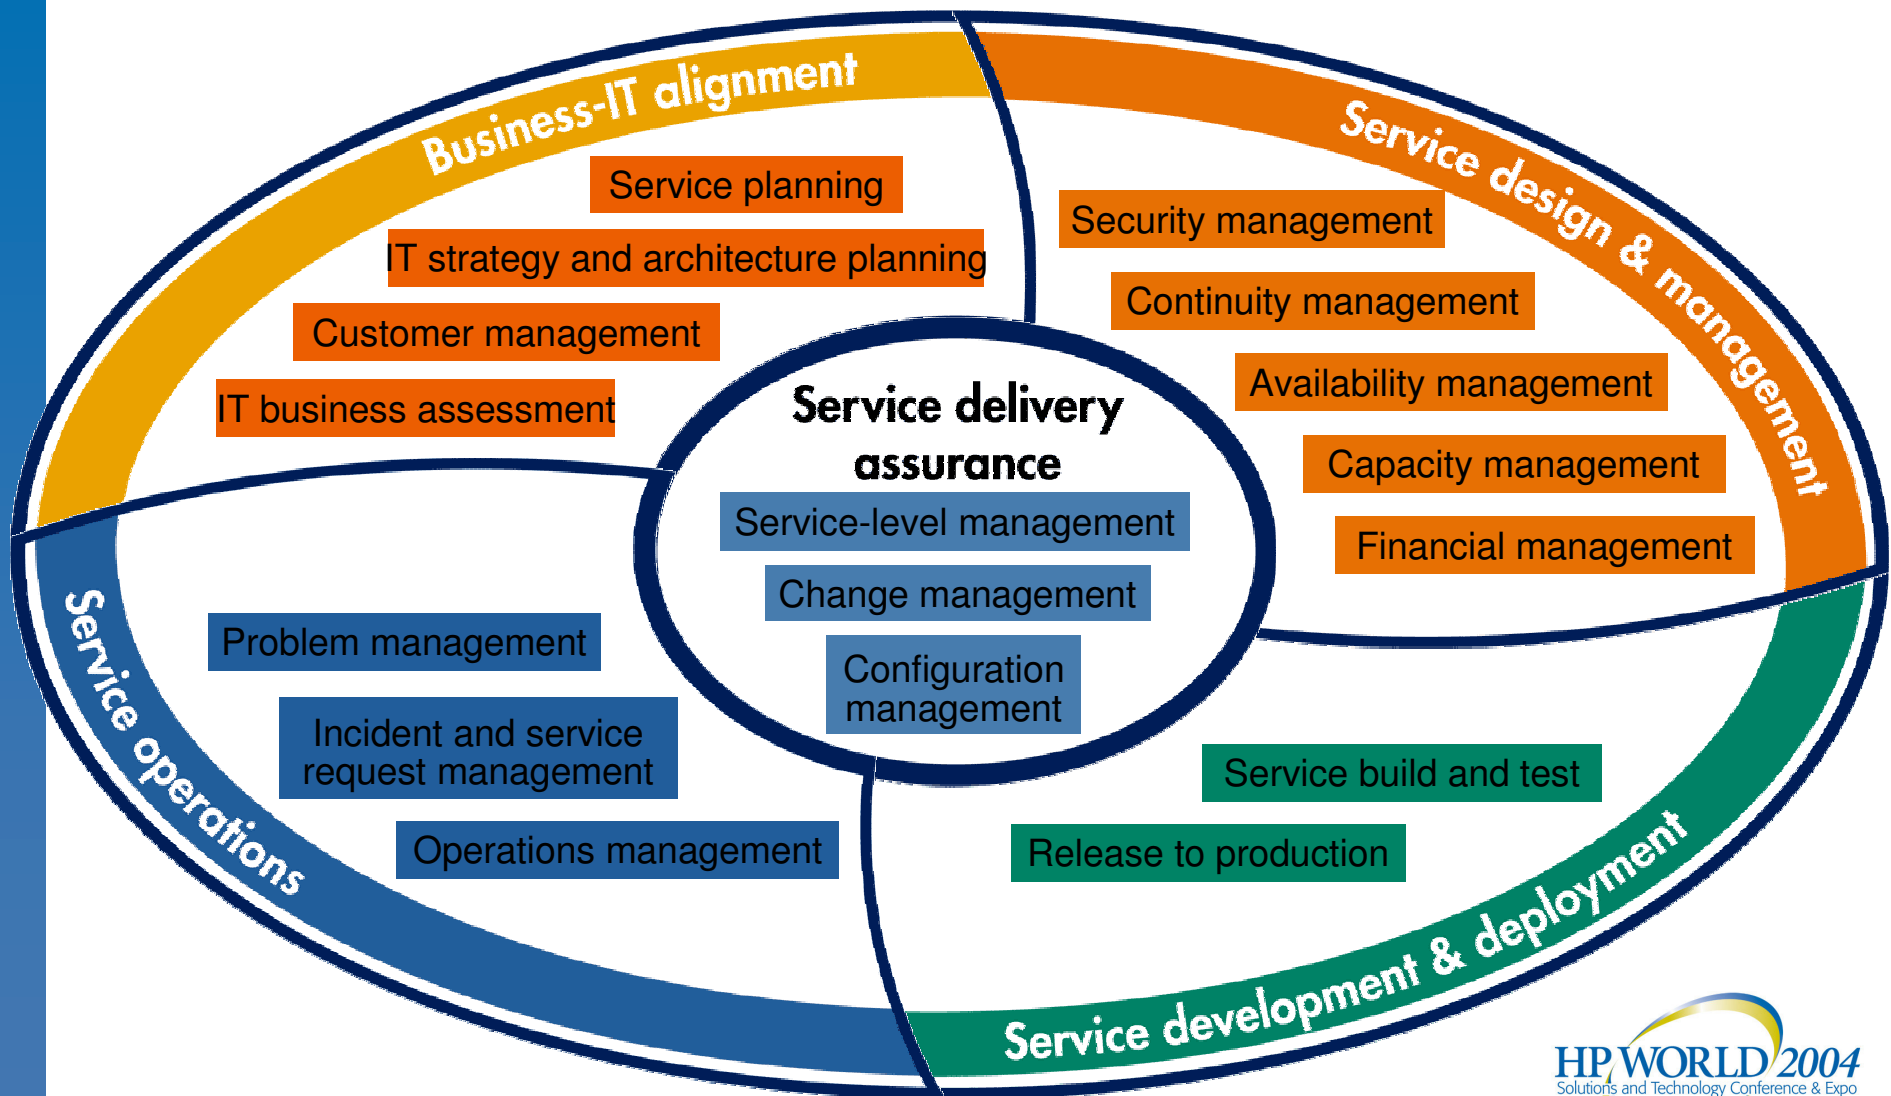 Business-IT alignment
Service planning
IT strategy and architecture planning
Customer management
IT business assessment
Service design & management
Security management
Continuity management
Availability management
Capacity management
Financial management
Service delivery
assurance
Service-level management
Change management
Configuration
management
Service operations
Problem management
Incident and service
request management
Operations management
Service build and test
Release to production
Service development & deployment
HP WORLD 2004
Solutions and Technology Conference & Expo